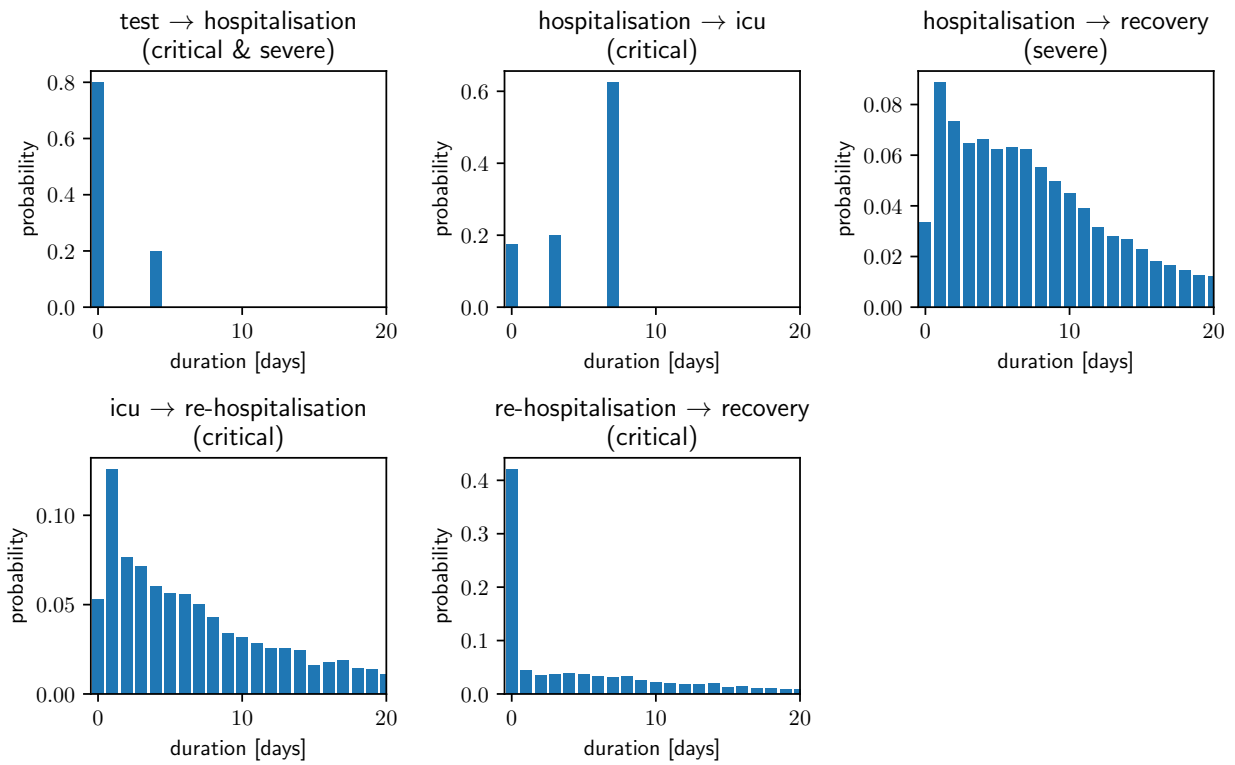 test → hospitalisation
(critical & severe)
0.8
0.6
0.4
0.2
0.0
probability
0
10
20
duration [days]
hospitalisation → icu
(critical)
0.6
0.4
0.2
0.0
probability
0
10
20
duration [days]
hospitalisation → recovery
(severe)
0.08
0.06
0.04
0.02
0.00
probability
0
10
20
duration [days]
icu → re-hospitalisation
(critical)
0.10
0.05
0.00
probability
0
10
20
duration [days]
re-hospitalisation → recovery
(critical)
0.4
0.3
0.2
0.1
0.0
probability
0
10
20
duration [days]